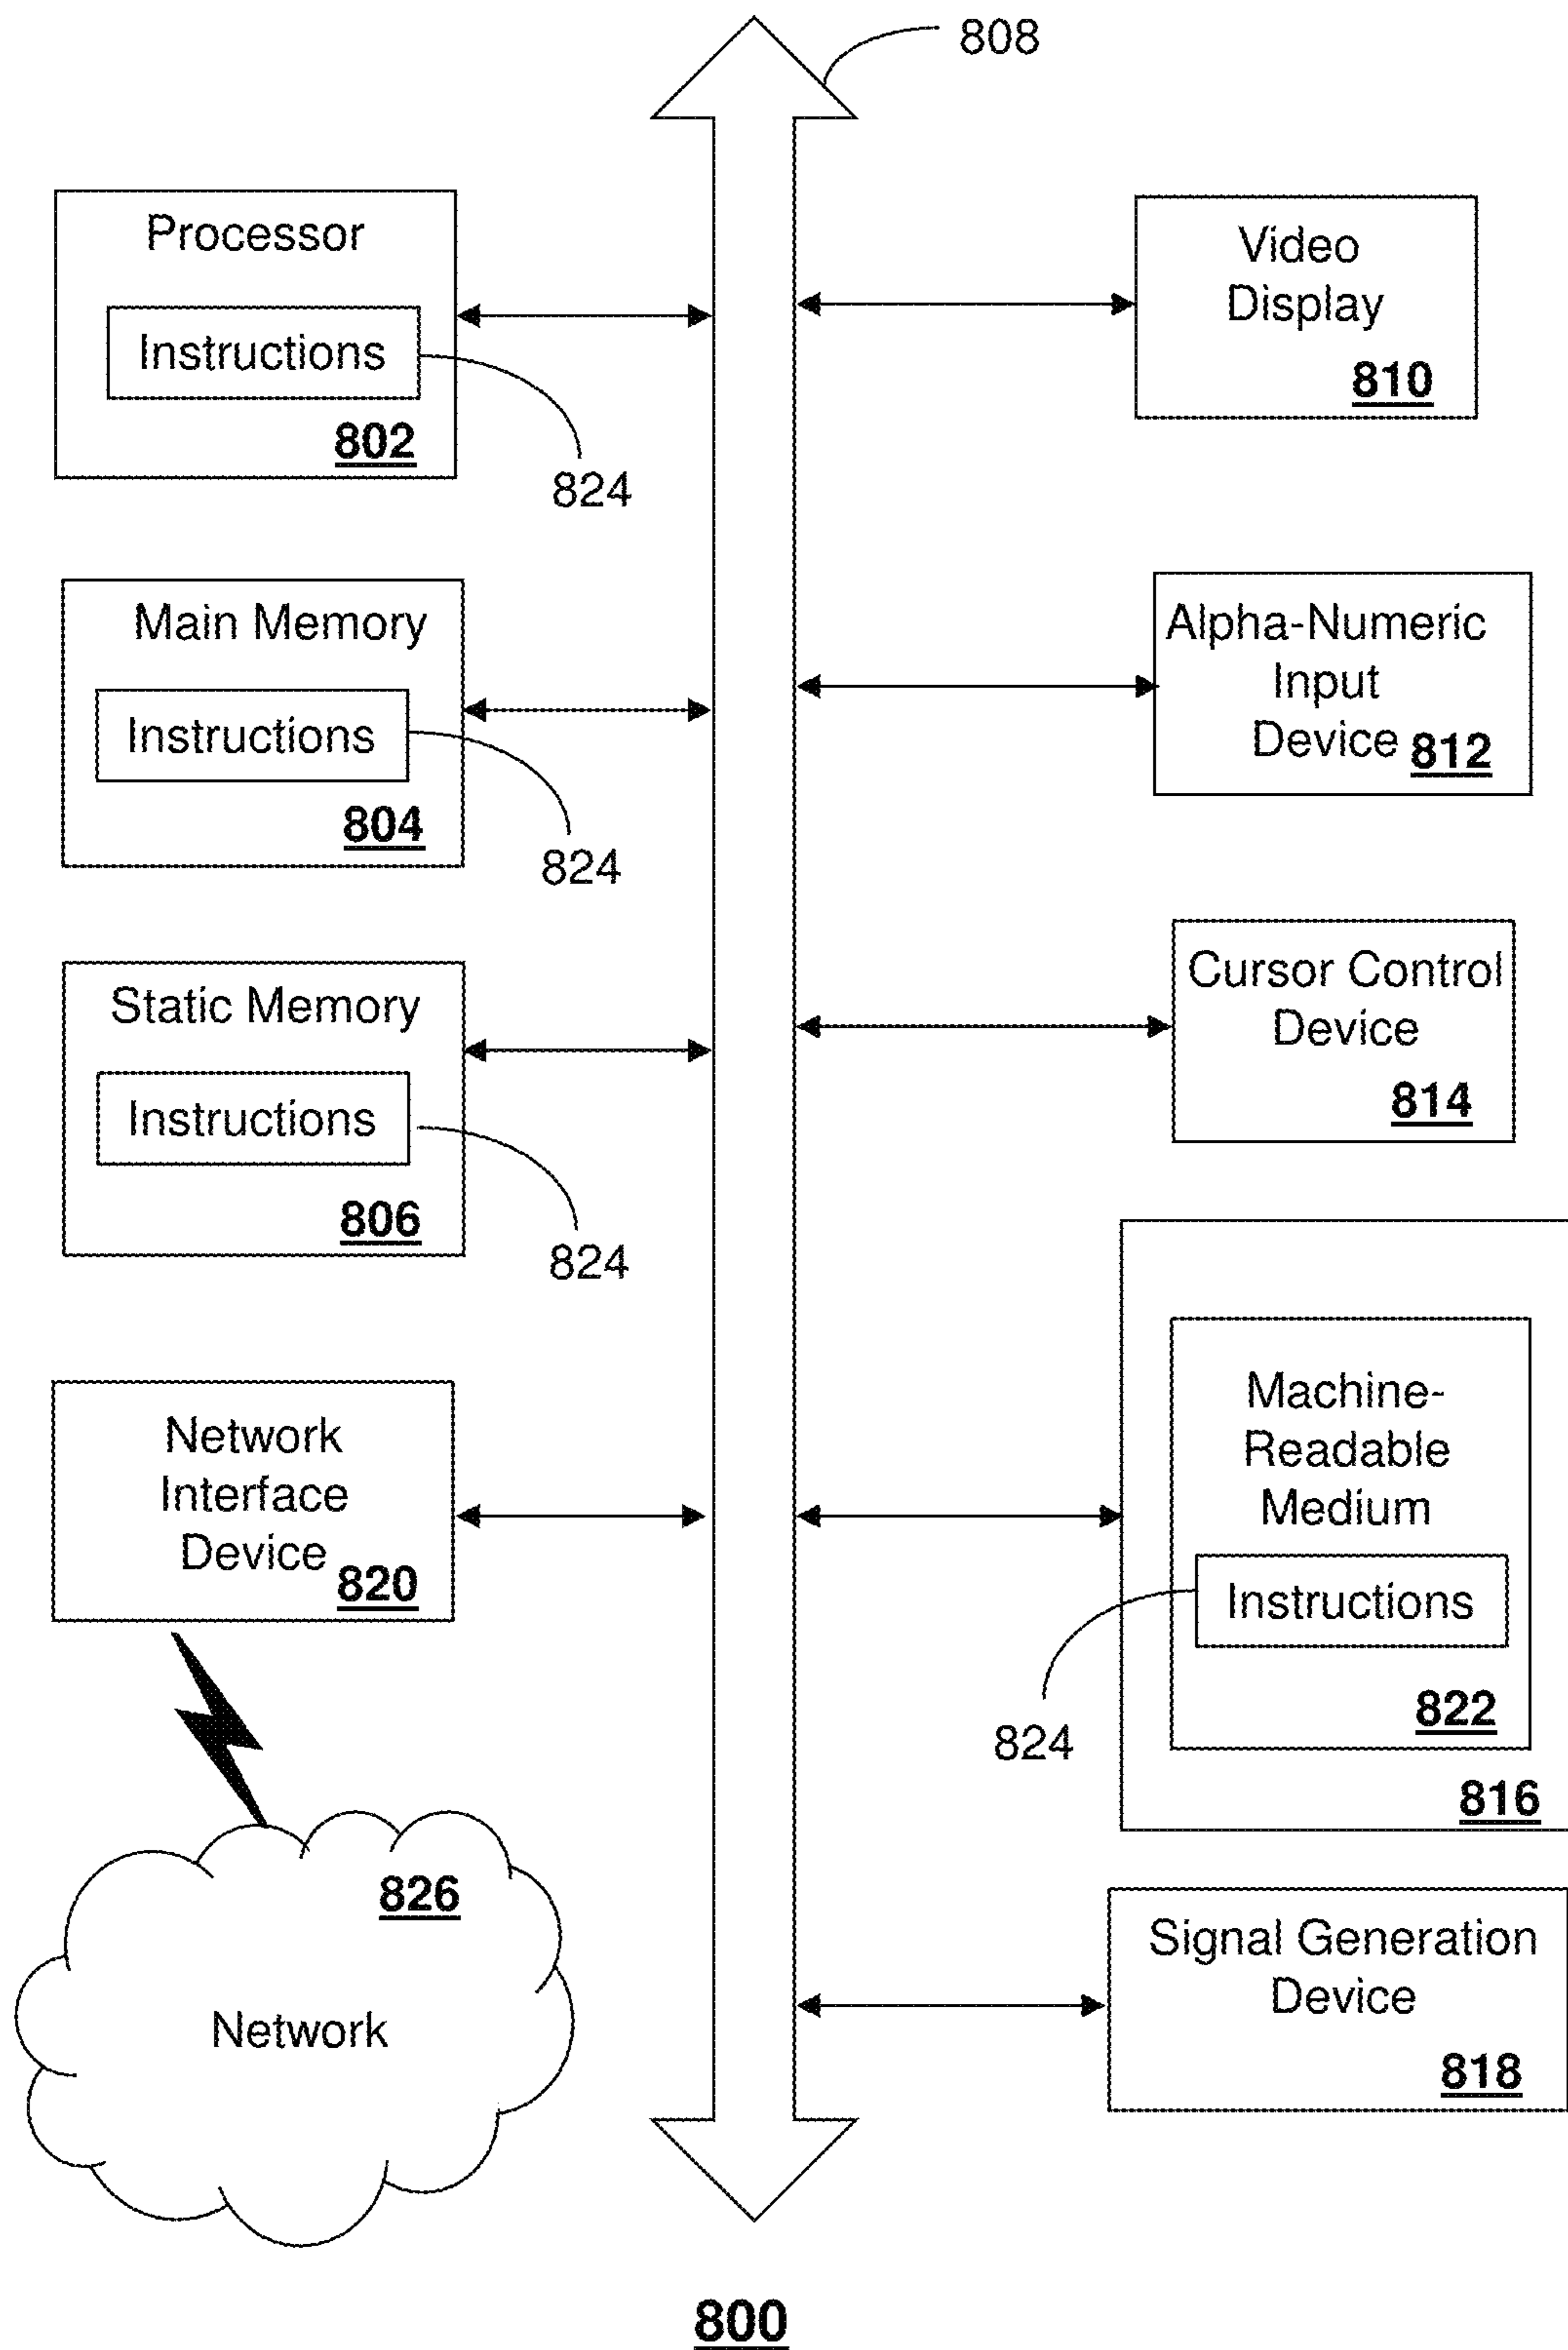 808
Processor
Instructions
802
824
Video
Display
810
Main Memory
Instructions
804
824
Alpha-Numeric
Input
Device 812
Static Memory
Instructions
806
824
Cursor Control
Device
814
Network
Interface
Device 820
Machine-
Readable
Medium
Instructions
822
824
816
826
Network
Signal Generation
Device
818
800